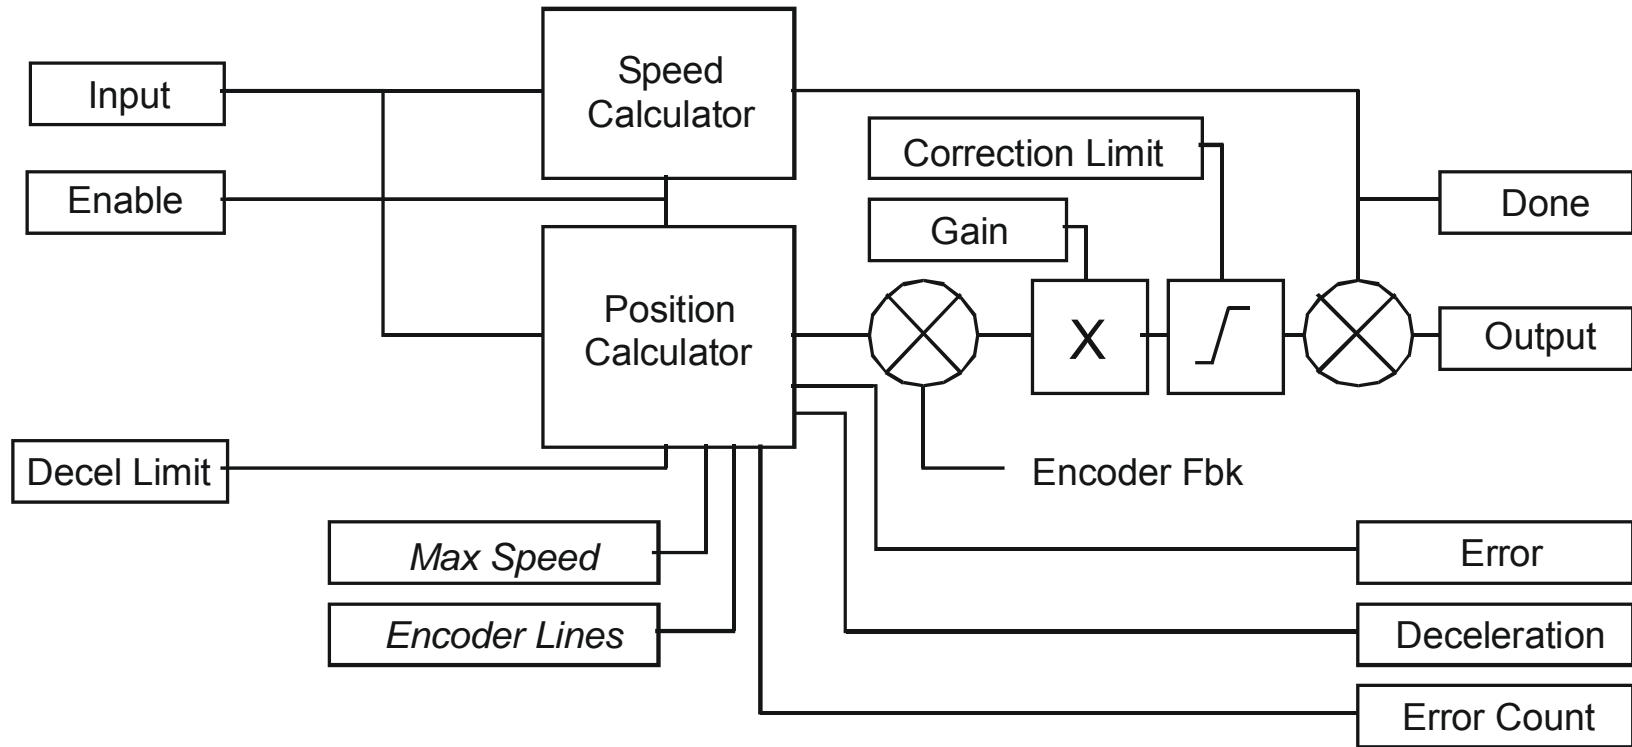 Input
Speed
Calculator
Enable
Correction Limit
Gain
Done
Position
Calculator
X
Output
Decel Limit
Encoder Fbk
Max Speed
Error
Encoder Lines
Deceleration
Error Count